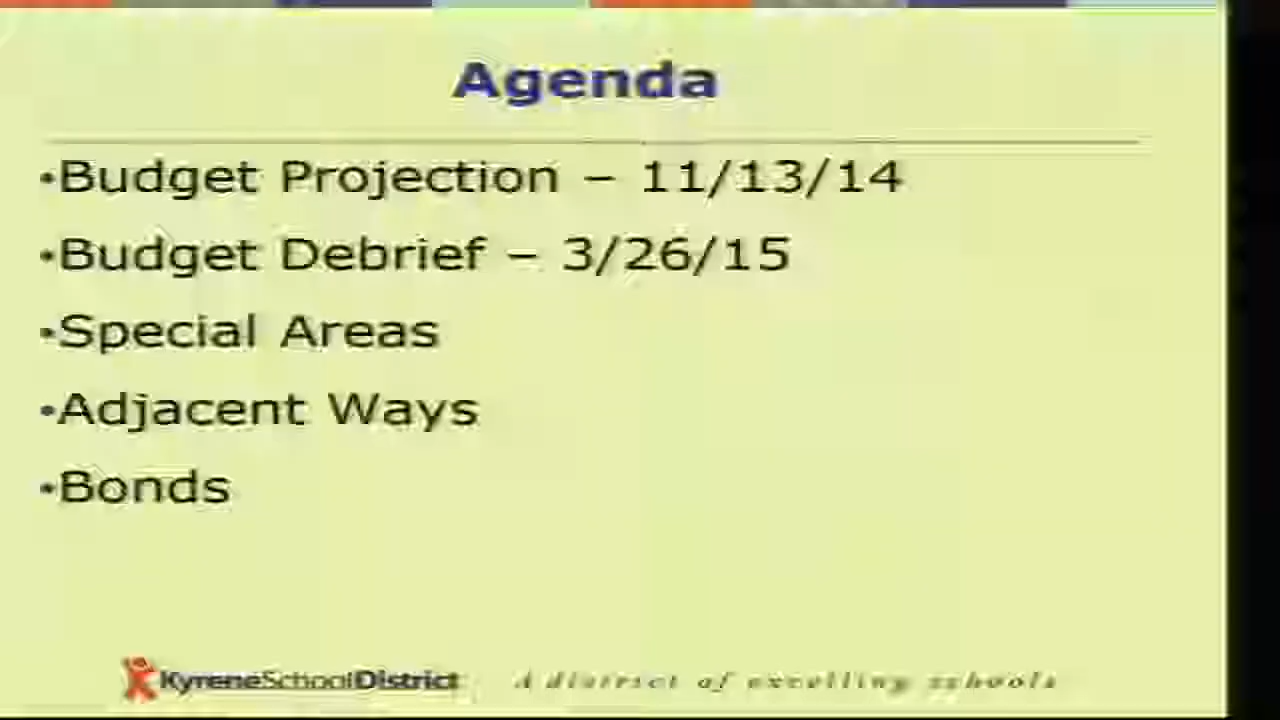 Agenda
•Budget Projection – 11/13/14
•Budget Debrief – 3/26/15
•Special Areas
•Adjacent Ways
•Bonds
KyreneSchoolDistrict A district of excelling schools